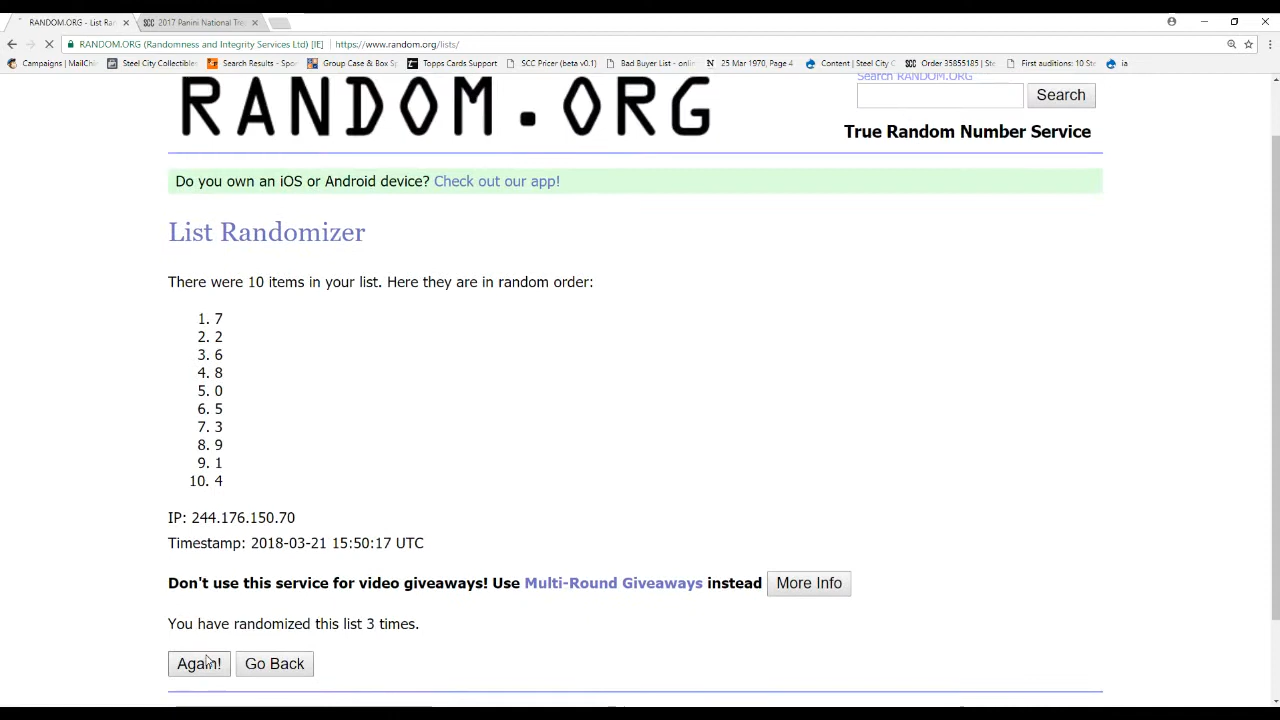 RANDOM.ORG - List Ra
2017 Panini National Tre
RANDOM.ORG (Randomness and Integrity Services Ltd) [IE] https://www.random.org/lists/
Campaigns | MailChi Steel City Collectibles Search Results - Spo Group Case & Box S Topps Cards Support SCC Pricer (beta v0.1) Bad Buyer List - onlin 25 Mar 1970, Page 4 Content | Steel City C Order 35855185 | Ste First auditions: 10 St ia
RANDOM.ORG
Search RANDOM.ORG
Search
True Random Number Service
Do you own an iOS or Android device? Check out our app!
List Randomizer
There were 10 items in your list. Here they are in random order:
1. 7
2. 2
3. 6
4. 8
5. 0
6. 5
7. 3
8. 9
9. 1
10. 4
IP: 244.176.150.70
Timestamp: 2018-03-21 15:50:17 UTC
Don't use this service for video giveaways! Use Multi-Round Giveaways instead More Info
You have randomized this list 3 times.
Again! Go Back